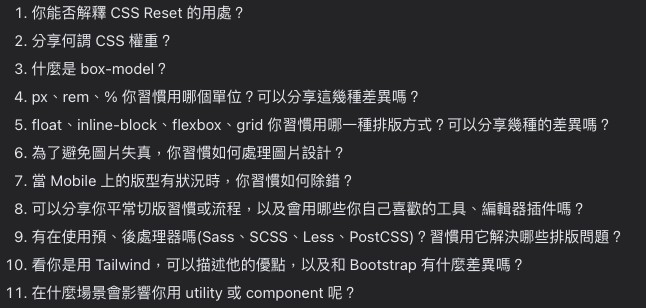 1. 你能否解釋 CSS Reset 的用處？
2. 分享何謂 CSS 權重？
3. 什麼是 box-model？
4. px、rem、% 你習慣用哪個單位？可以分享這幾種差異嗎？
5. float、inline-block、flexbox、grid 你習慣用哪一種排版方式？可以分享幾種的差異嗎？
6. 為了避免圖片失真，你習慣如何處理圖片設計？
7. 當 Mobile 上的版型有狀況時，你習慣如何除錯？
8. 可以分享你平常切版習慣或流程，以及會用哪些你自己喜歡的工具、編輯器插件嗎？
9. 有在使用預、後處理器嗎(Sass、SCSS、Less、PostCSS)？習慣用它解決哪些排版問題？
10. 看你是用 Tailwind，可以描述他的優點，以及和 Bootstrap 有什麼差異嗎？
11. 在什麼場景會影響你用 utility 或 component 呢？